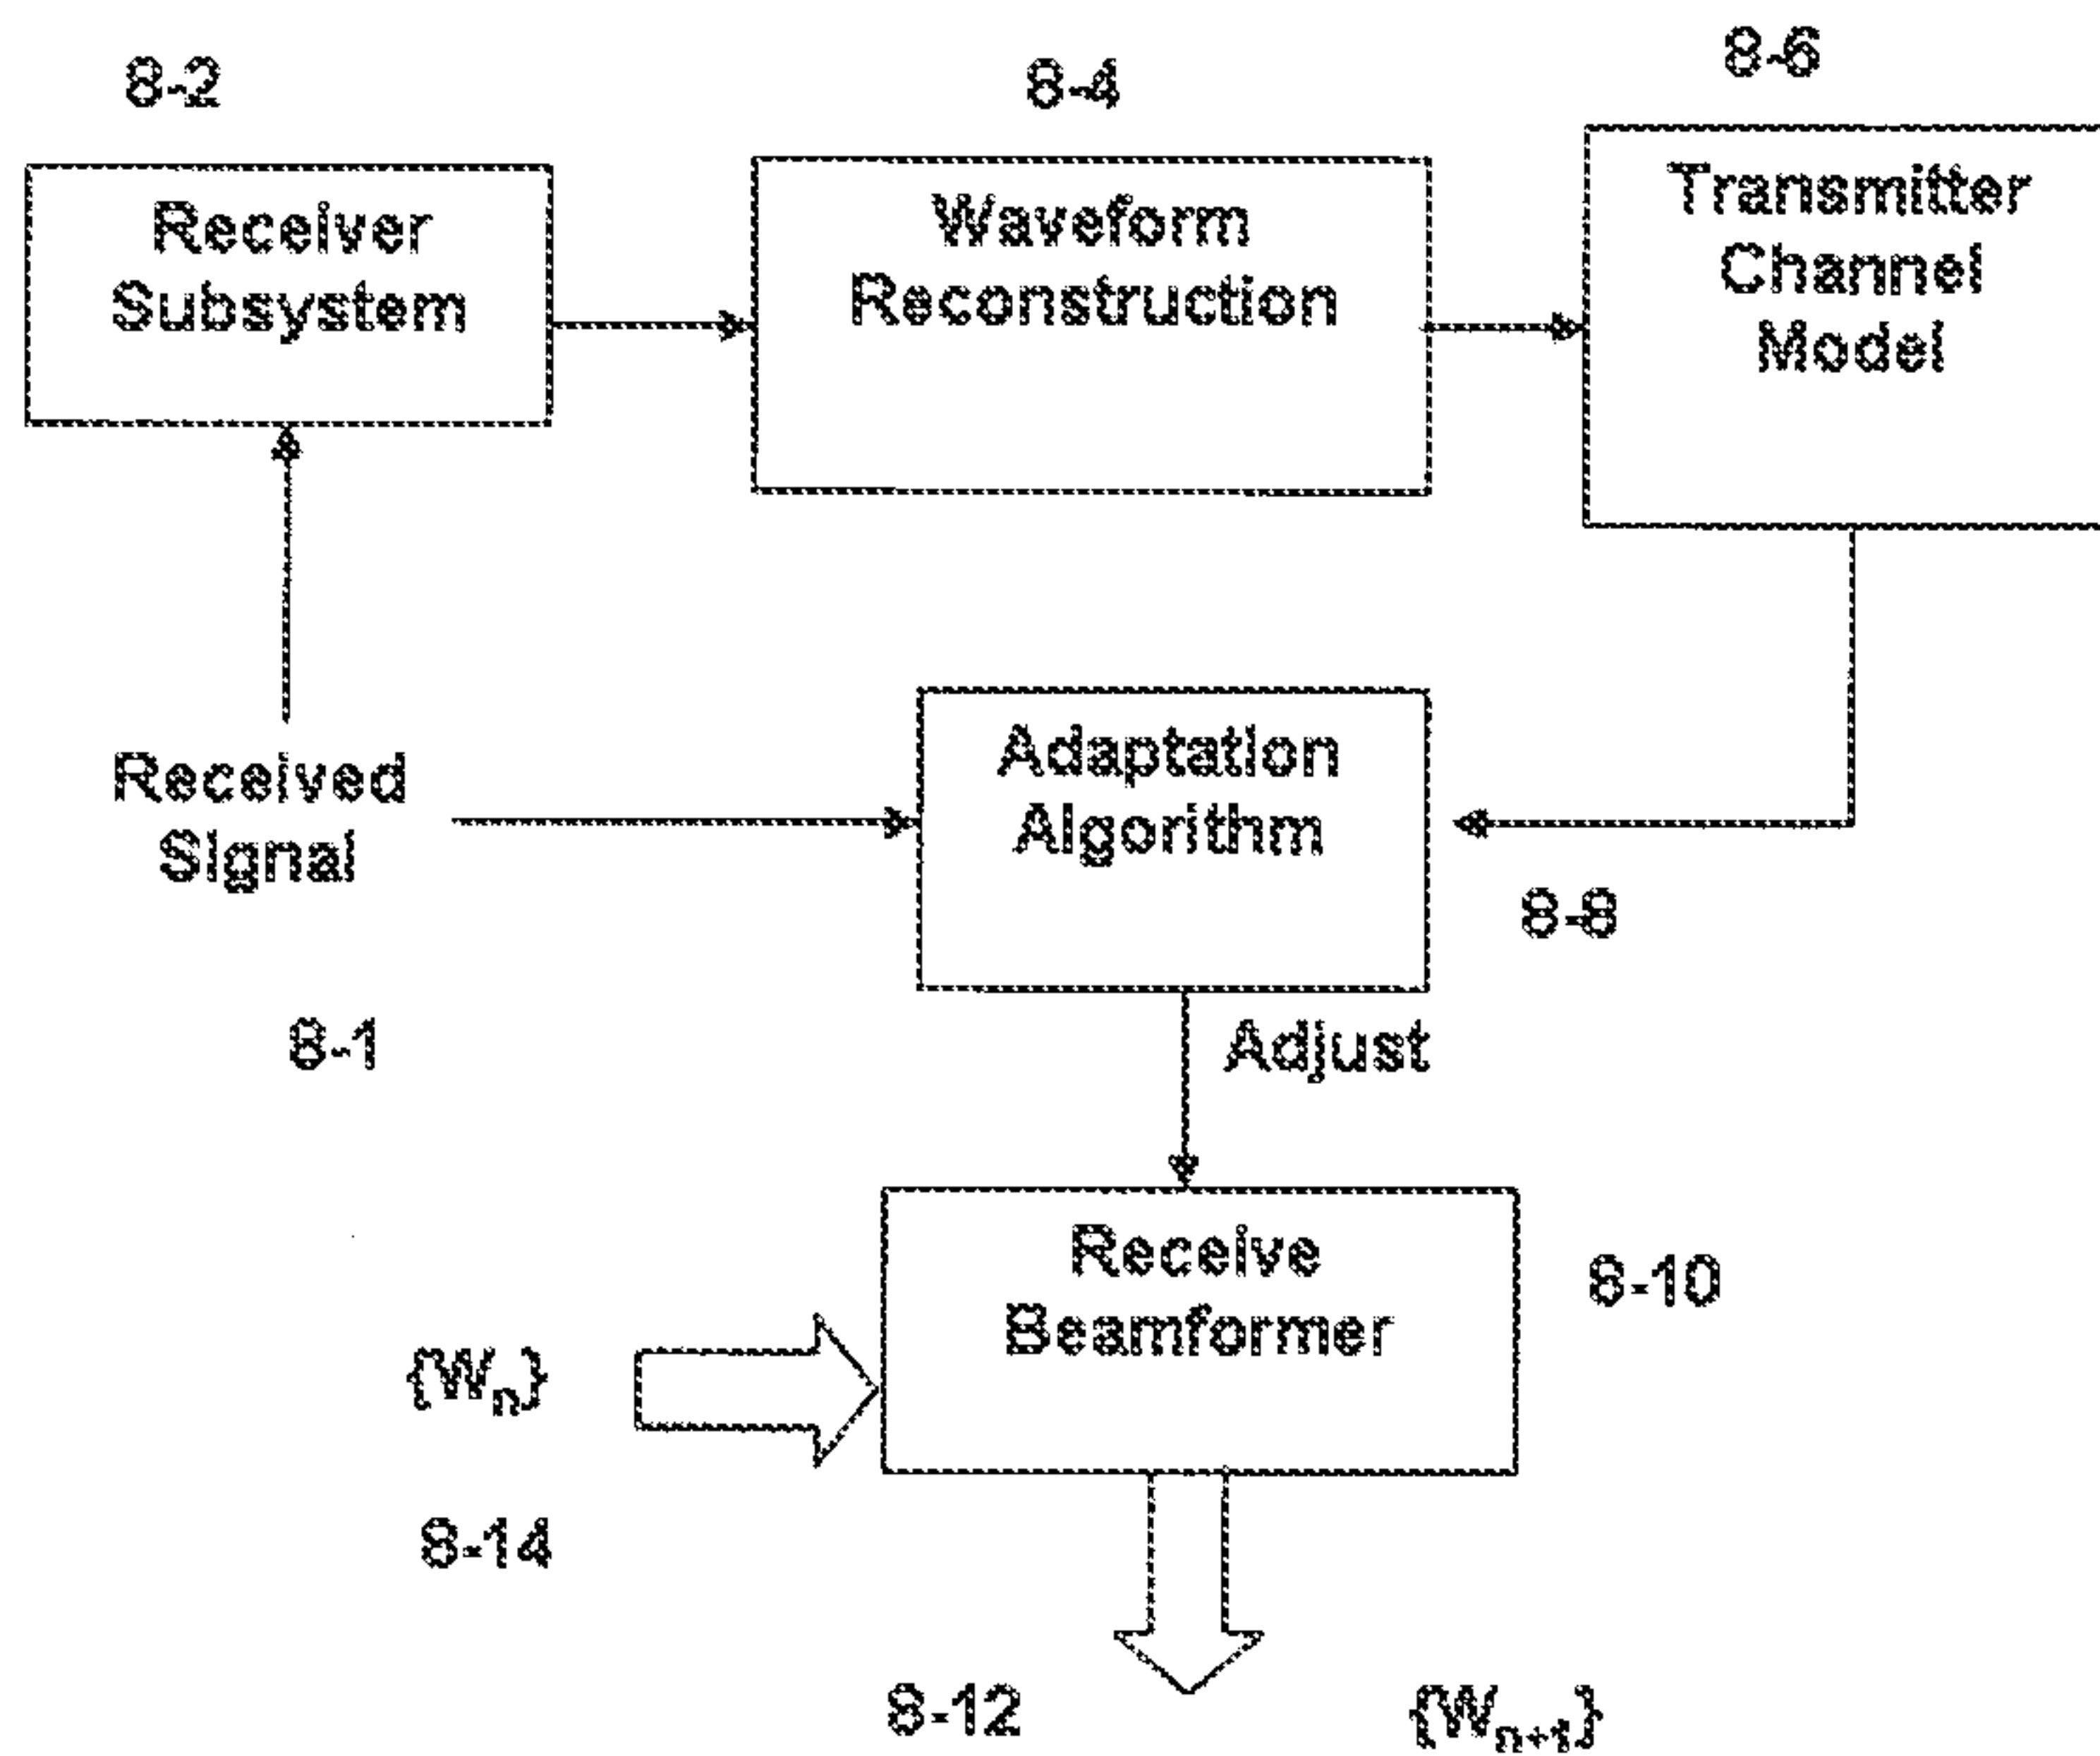 8-2
8-4
8-6
Receiver
Subsystem
Waveform
Reconstruction
Transmitter
Channel
Model
Received
Signal
Adaptation
Algorithm
8-8
8-1
Adjust
Receive
Beamformer
8-10
{Wn}
8-14
8-12
{Wn+1}